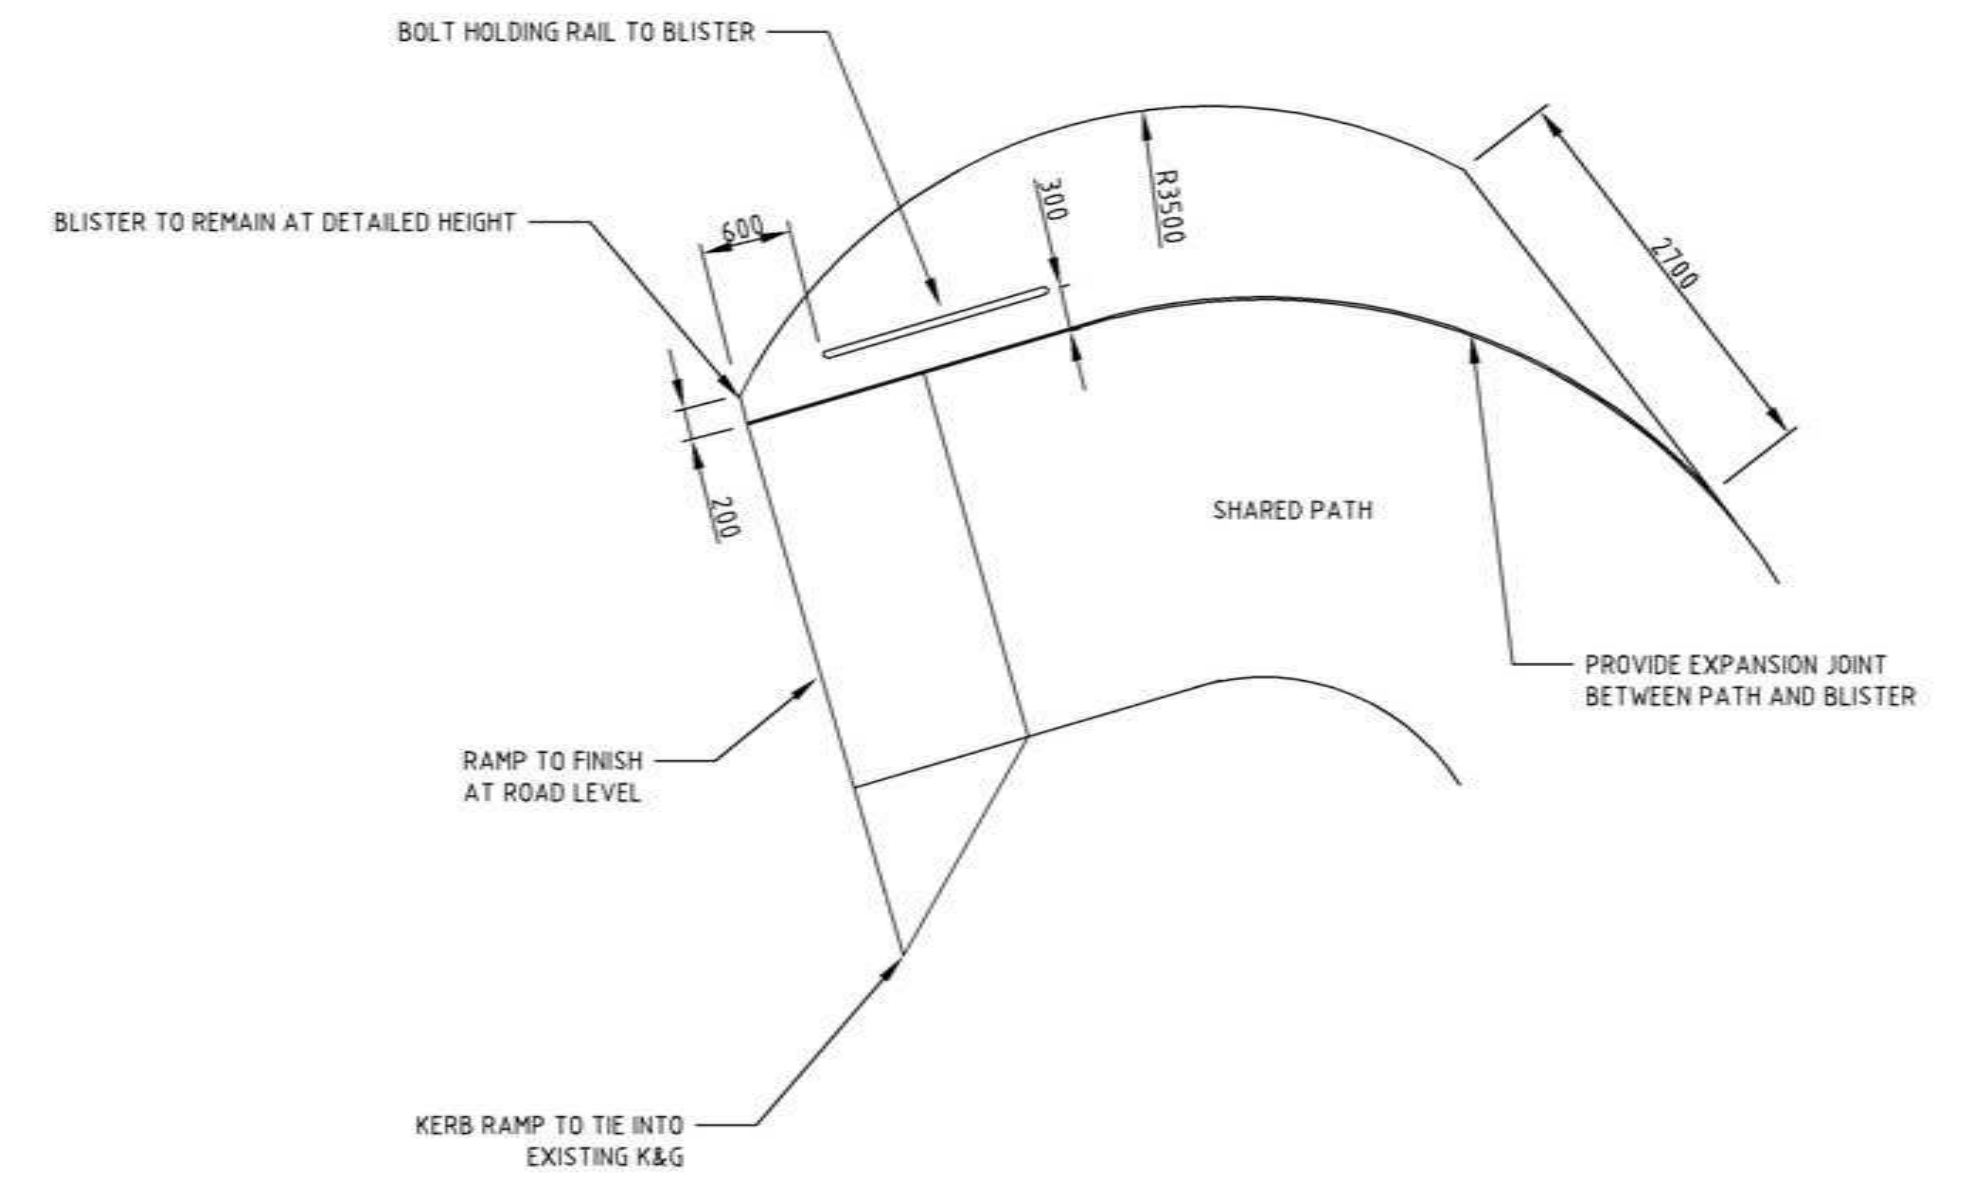 BOLT HOLDING RAIL TO BLISTER
BLISTER TO REMAIN AT DETAILED HEIGHT
600
300
R3500
2700
200
SHARED PATH
PROVIDE EXPANSION JOINT
BETWEEN PATH AND BLISTER
RAMP TO FINISH
AT ROAD LEVEL
KERB RAMP TO TIE INTO
EXISTING K&G